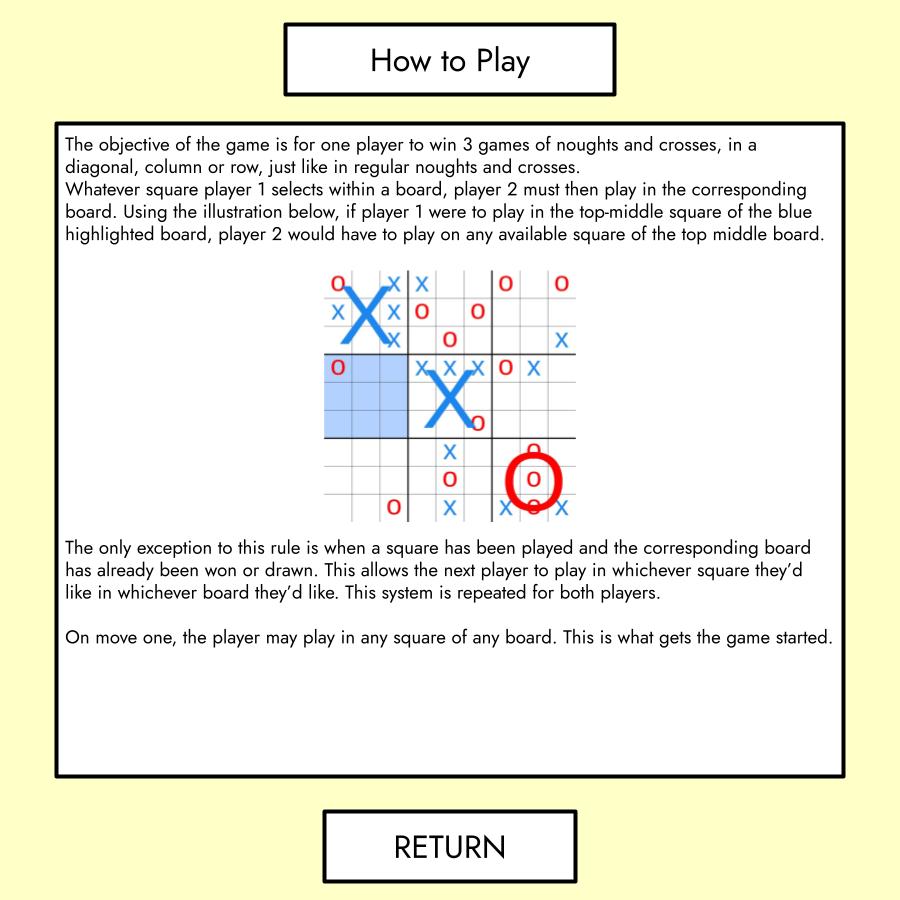 How to Play
The objective of the game is for one player to win 3 games of noughts and crosses, in a
diagonal, column or row, just like in regular noughts and crosses.
Whatever square player 1 selects within a board, player 2 must then play in the corresponding
board. Using the illustration below, if player 1 were to play in the top-middle square of the blue
highlighted board, player 2 would have to play on any available square of the top middle board.
O X X O O
X X O O
X O X
X
O X X X O X
O
X
X O
O O
O X X O X
O
The only exception to this rule is when a square has been played and the corresponding board
has already been won or drawn. This allows the next player to play in whichever square they'd
like in whichever board they'd like. This system is repeated for both players.
On move one, the player may play in any square of any board. This is what gets the game started.
RETURN